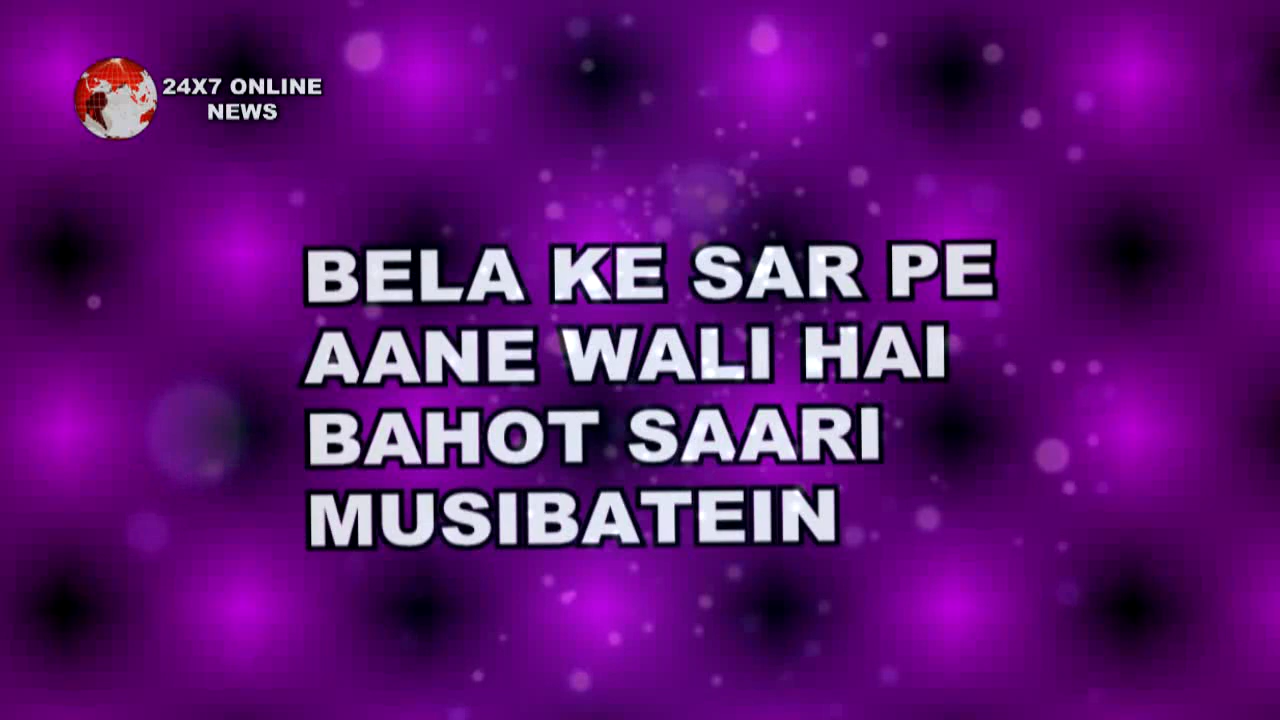 24X7 ONLINE
NEWS
BELA KE SAR PE
AANE WALI HAI
BAHOT SAARI
MUSIBATEIN